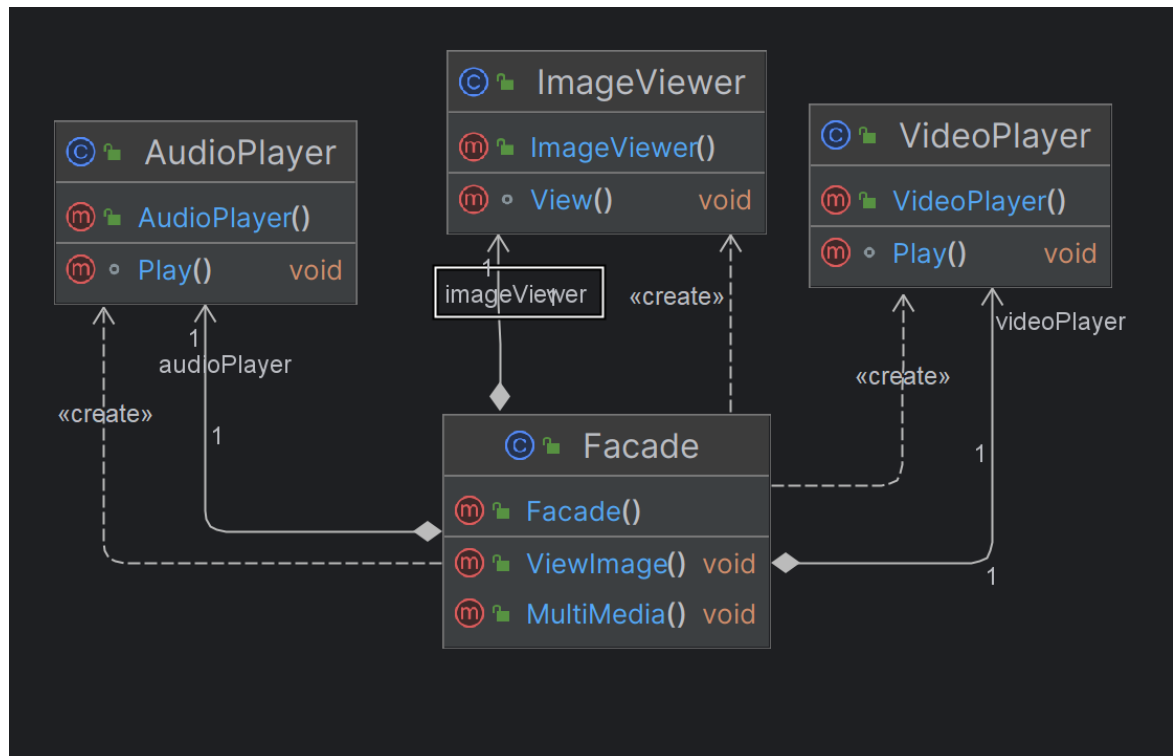 ImageViewer
ImageViewer()
View() void
AudioPlayer
AudioPlayer()
Play() void
VideoPlayer
VideoPlayer()
Play() void
1
imageViewer
1
«create»
1
audioPlayer
«create»
1
videoPlayer
«create»
1
1
Facade
Facade()
ViewImage() void
MultiMedia() void